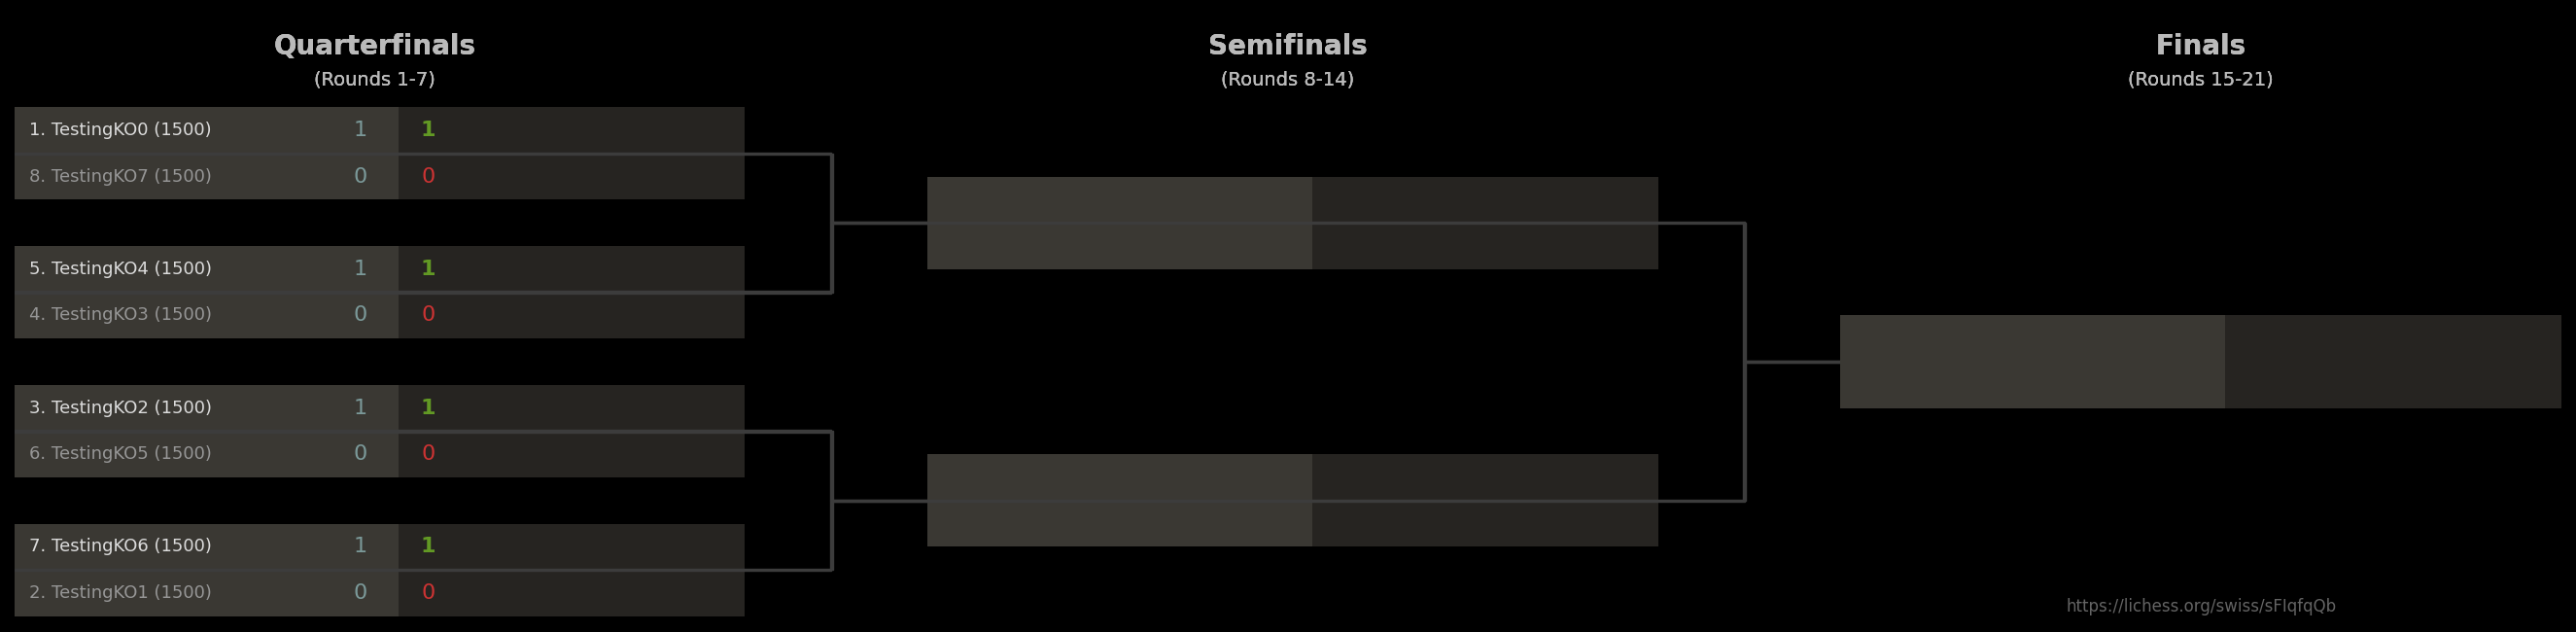 Quarterfinals
(Rounds 1-7)
Semifinals
(Rounds 8-14)
Finals
(Rounds 15-21)
1. TestingKO0 (1500) 1 1
8. TestingKO7 (1500) 0 0
5. TestingKO4 (1500) 1 1
4. TestingKO3 (1500) 0 0
3. TestingKO2 (1500) 1 1
6. TestingKO5 (1500) 0 0
7. TestingKO6 (1500) 1 1
2. TestingKO1 (1500) 0 0
https://lichess.org/swiss/sFIqfqQb